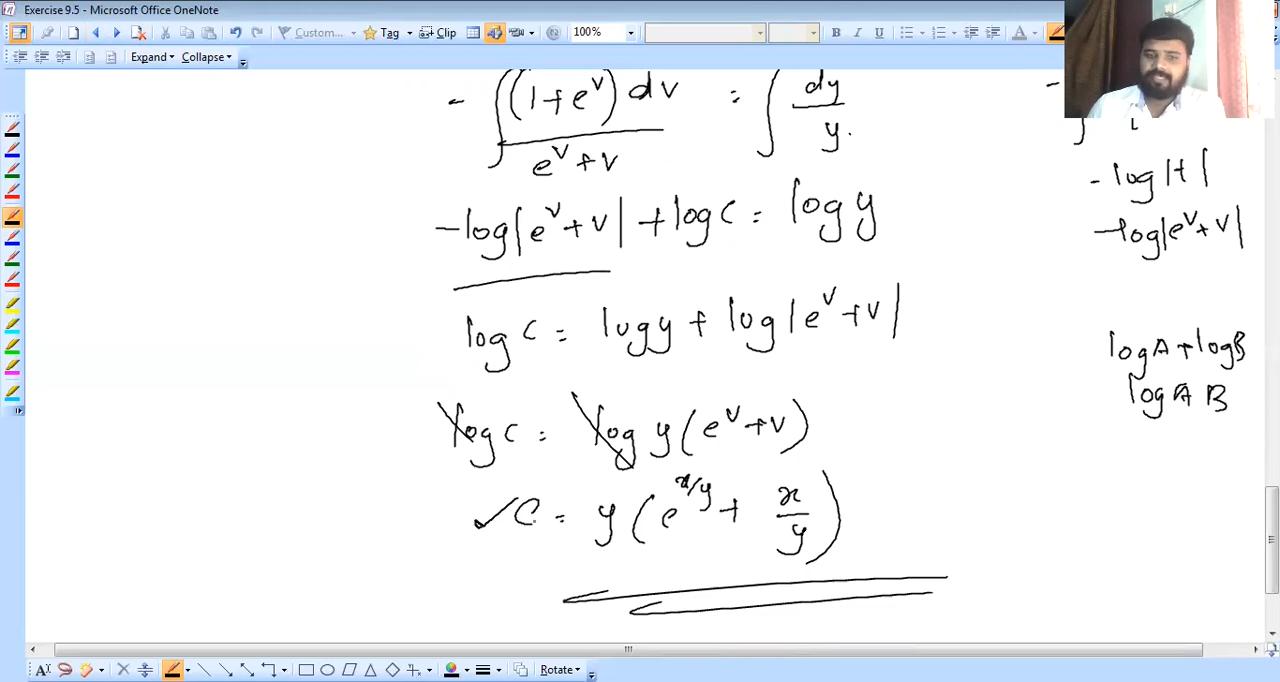 Exercise 9.5 - Microsoft Office OneNote
Custom... Tag Clip 100% B I U A
Expand Collapse
- ∫ (1+e^v) dv / (e^v + v) = ∫ dy / y.
- log|t|
- log|e^v + v| + log C = log y
- log|e^v + v|
log C = log y + log|e^v + v|
log A + log B
log A B
log C = log y (e^v + v)
✓ C = y (e^{x/y} + x/y)
A Rotate